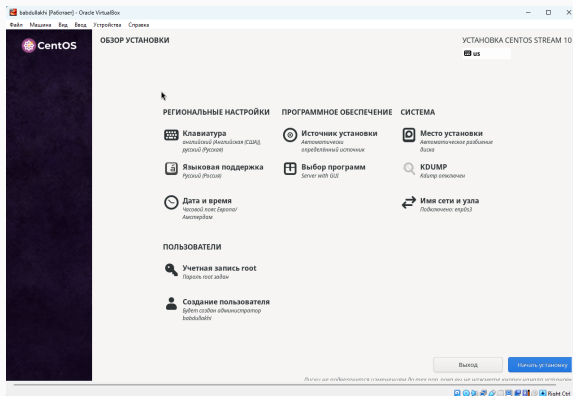 babdullakhi [Работает] - Oracle VirtualBox
Файл Машина Вид Ввод Устройства Справка
CentOS
ОБЗОР УСТАНОВКИ
УСТАНОВКА CENTOS STREAM 10
us
РЕГИОНАЛЬНЫЕ НАСТРОЙКИ
Клавиатура
английский (Английская (США)),
русский (Русская)
Языковая поддержка
Русский (Россия)
Дата и время
Часовой пояс Европа/
Амстердам
ПРОГРАММНОЕ ОБЕСПЕЧЕНИЕ
Источник установки
Автоматически
определённый источник
Выбор программ
Server with GUI
СИСТЕМА
Место установки
Автоматическое разбиение
диска
KDUMP
Kdump отключен
Имя сети и узла
Подключено: enp0s3
ПОЛЬЗОВАТЕЛИ
Учетная запись root
Пароль root задан
Создание пользователя
Будет создан администратор
babdullakhi
Выход
Начать установку
Right Ctrl